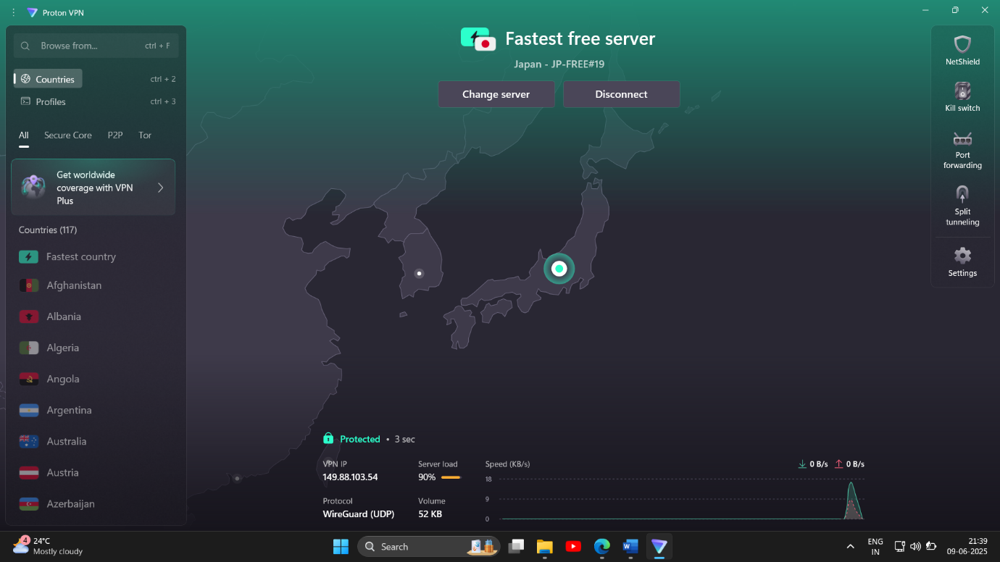 Proton VPN
Browse from...
ctrl + F
Countries
ctrl + 2
Profiles
ctrl + 3
All
Secure Core
P2P
Tor
Get worldwide
coverage with VPN
Plus
Countries (117)
Fastest country
Afghanistan
Albania
Algeria
Angola
Argentina
Australia
Austria
Azerbaijan
Fastest free server
Japan - JP-FREE#19
Change server
Disconnect
NetShield
Kill switch
Port
forwarding
Split
tunneling
Settings
Protected • 3 sec
VPN IP
149.88.103.54
Server load
90%
Protocol
WireGuard (UDP)
Volume
52 KB
Speed (KB/s)
0 B/s
0 B/s
18
9
0
4
24°C
Mostly cloudy
Search
ENG
IN
21:39
09-06-2025